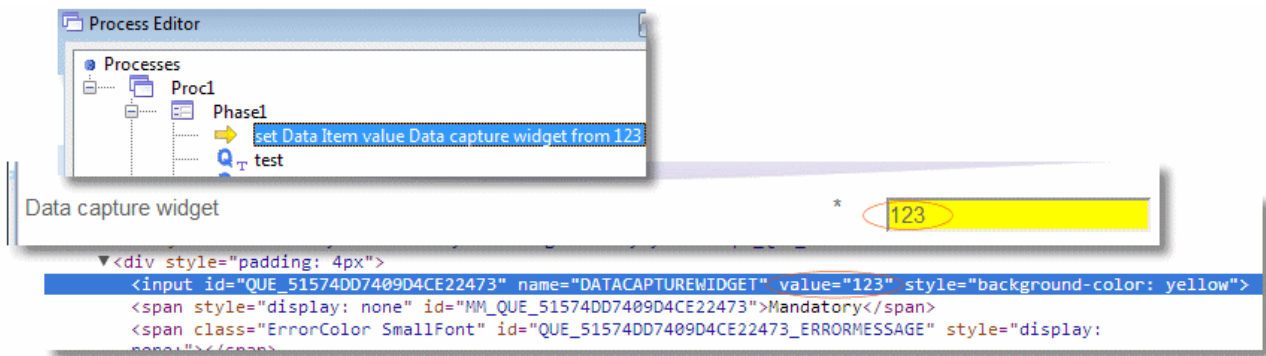 Process Editor
Processes
Proc1
Phase1
set Data Item value Data capture widget from 123
Q T test
Data capture widget * 123
▼<div style="padding: 4px">
<input id="QUE_51574DD7409D4CE22473" name="DATACAPTUREWIDGET" value="123" style="background-color: yellow">
<span style="display: none" id="MM_QUE_51574DD7409D4CE22473">Mandatory</span>
<span class="ErrorColor SmallFont" id="QUE_51574DD7409D4CE22473_ERRORMESSAGE" style="display:
none;"></span>